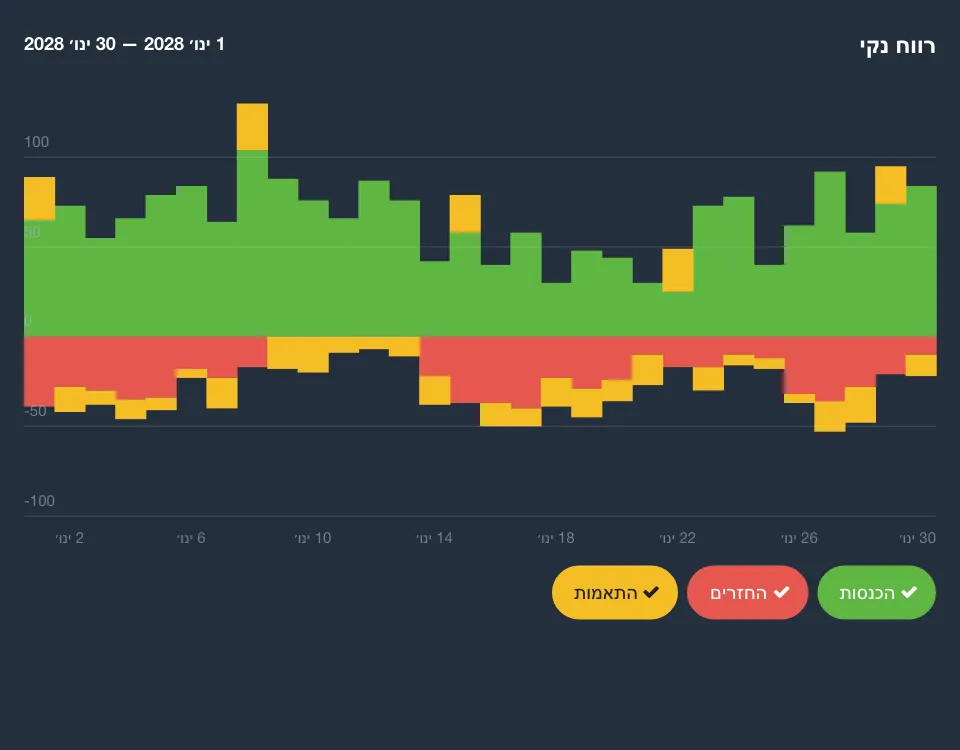 רווח נקי
1 ינו׳ 2028 — 30 ינו׳ 2028
100
50
0
-50
-100
2 ינו׳
6 ינו׳
10 ינו׳
14 ינו׳
18 ינו׳
22 ינו׳
26 ינו׳
30 ינו׳
הכנסות
החזרים
התאמות